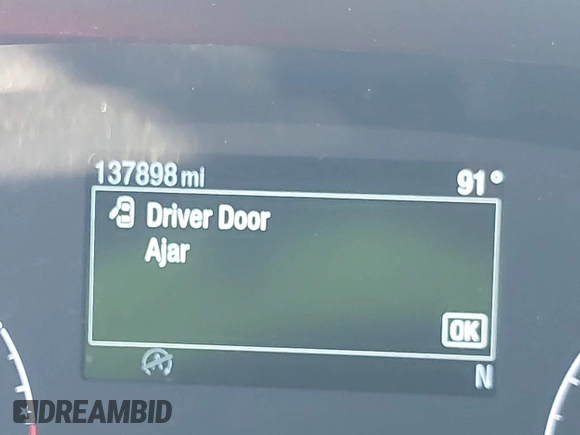 137898 mi 91°
Driver Door
Ajar
OK
N
DREAMBID